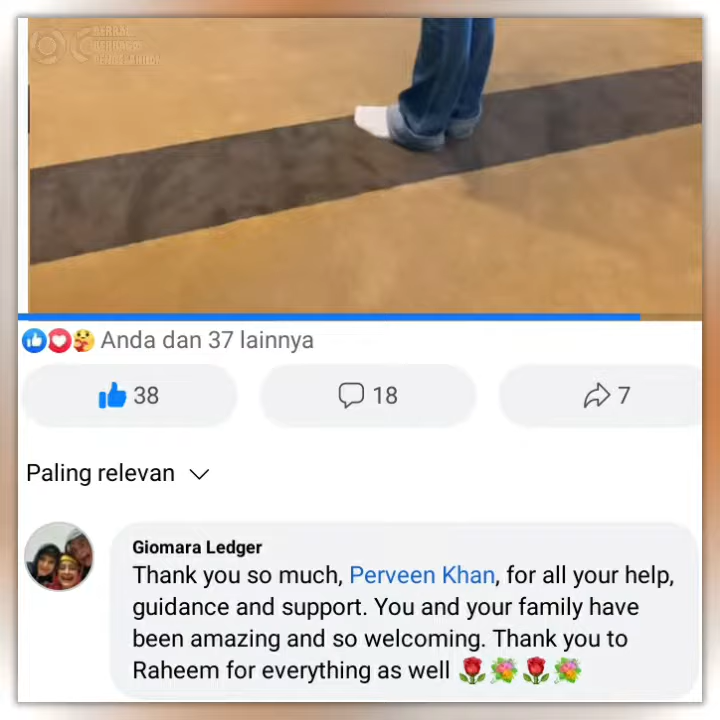 Anda dan 37 lainnya
38
18
7
Paling relevan
Giomara Ledger
Thank you so much, Perveen Khan, for all your help,
guidance and support. You and your family have
been amazing and so welcoming. Thank you to
Raheem for everything as well 🌹💐🌹💐